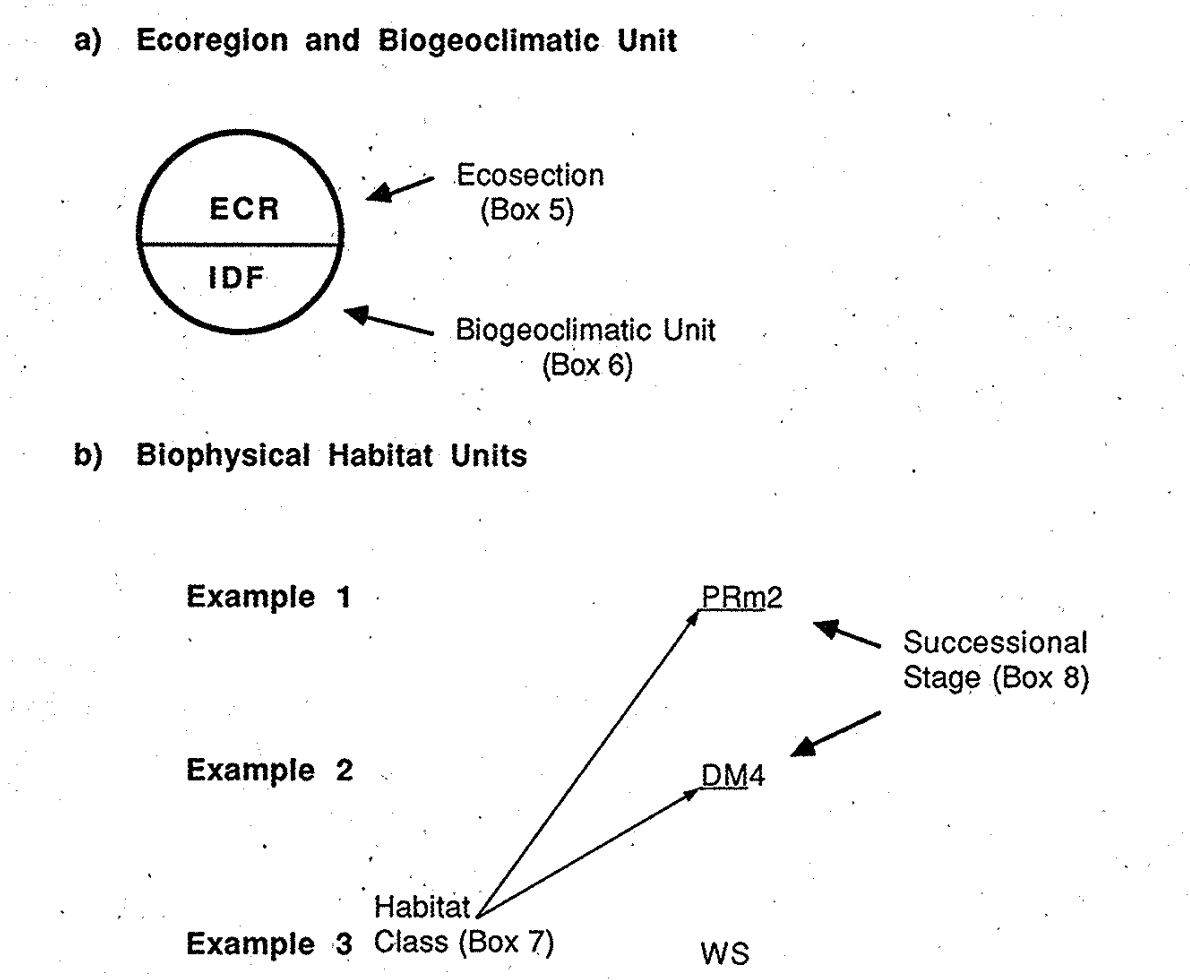 a) Ecoregion and Biogeoclimatic Unit
ECR
Ecosection
(Box 5)
IDF
Biogeoclimatic Unit
(Box 6)
b) Biophysical Habitat Units
Example 1
PRm2
Successional
Stage (Box 8)
Example 2
DM4
Habitat
Class (Box 7)
Example 3
WS